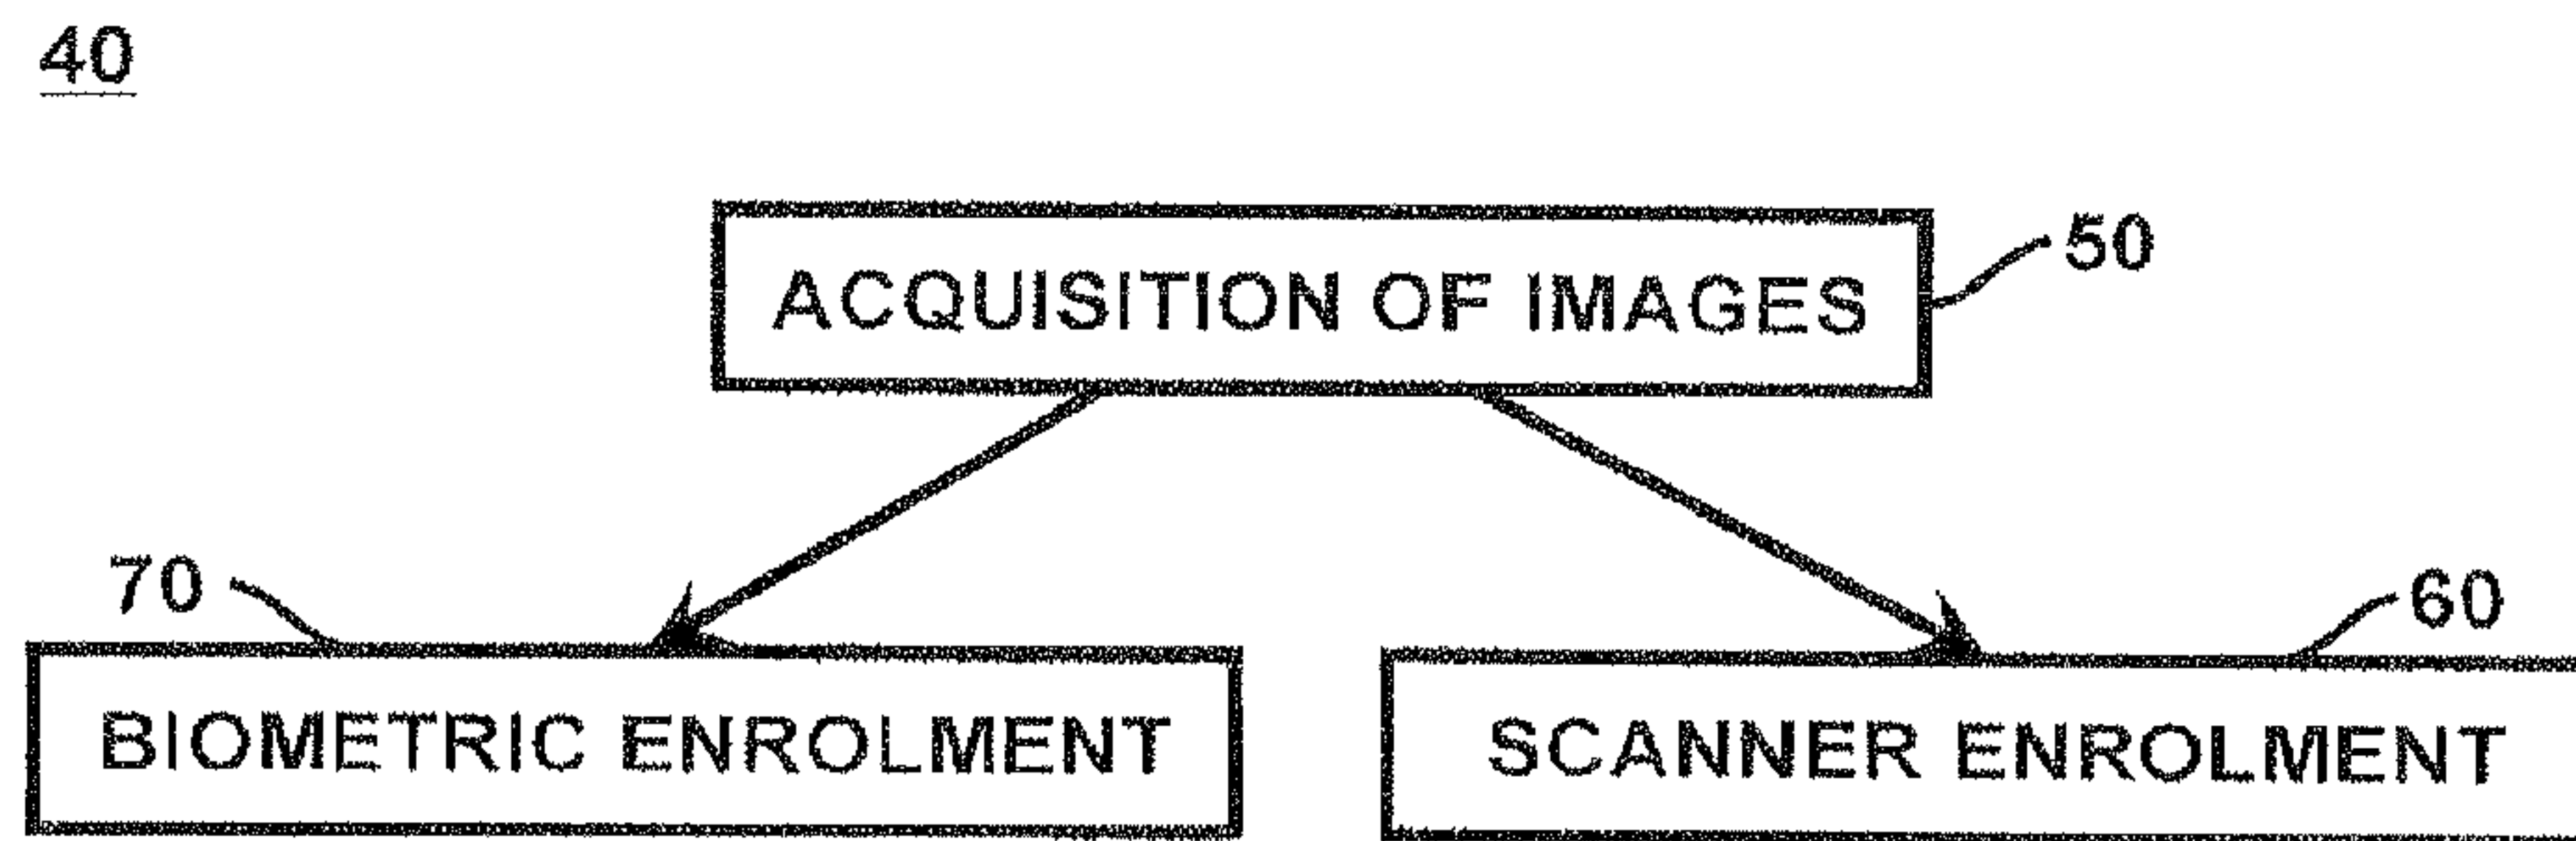 40
ACQUISITION OF IMAGES
50
70
60
BIOMETRIC ENROLMENT
SCANNER ENROLMENT